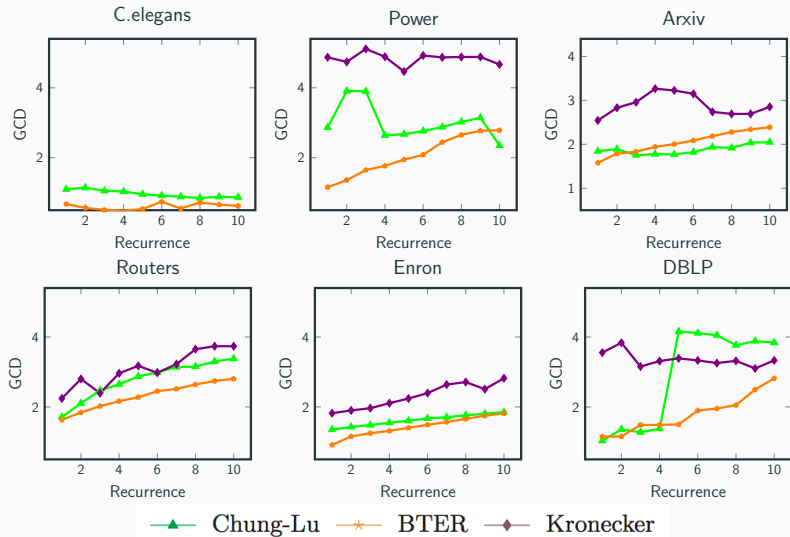 C.elegans
4
2
GCD
2 4 6 8 10
Recurrence
Power
4
2
GCD
2 4 6 8 10
Recurrence
Arxiv
4
3
2
1
GCD
2 4 6 8 10
Recurrence
Routers
4
2
GCD
2 4 6 8 10
Recurrence
Enron
4
2
GCD
2 4 6 8 10
Recurrence
DBLP
4
2
GCD
2 4 6 8 10
Recurrence
Chung-Lu BTER Kronecker